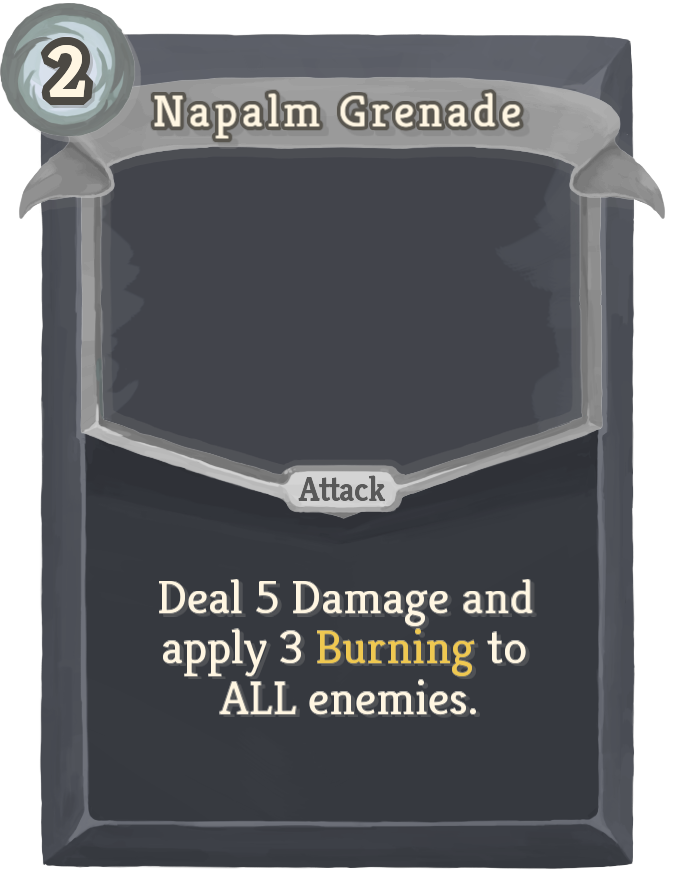 2
Napalm Grenade
Attack
Deal 5 Damage and
apply 3 Burning to
ALL enemies.